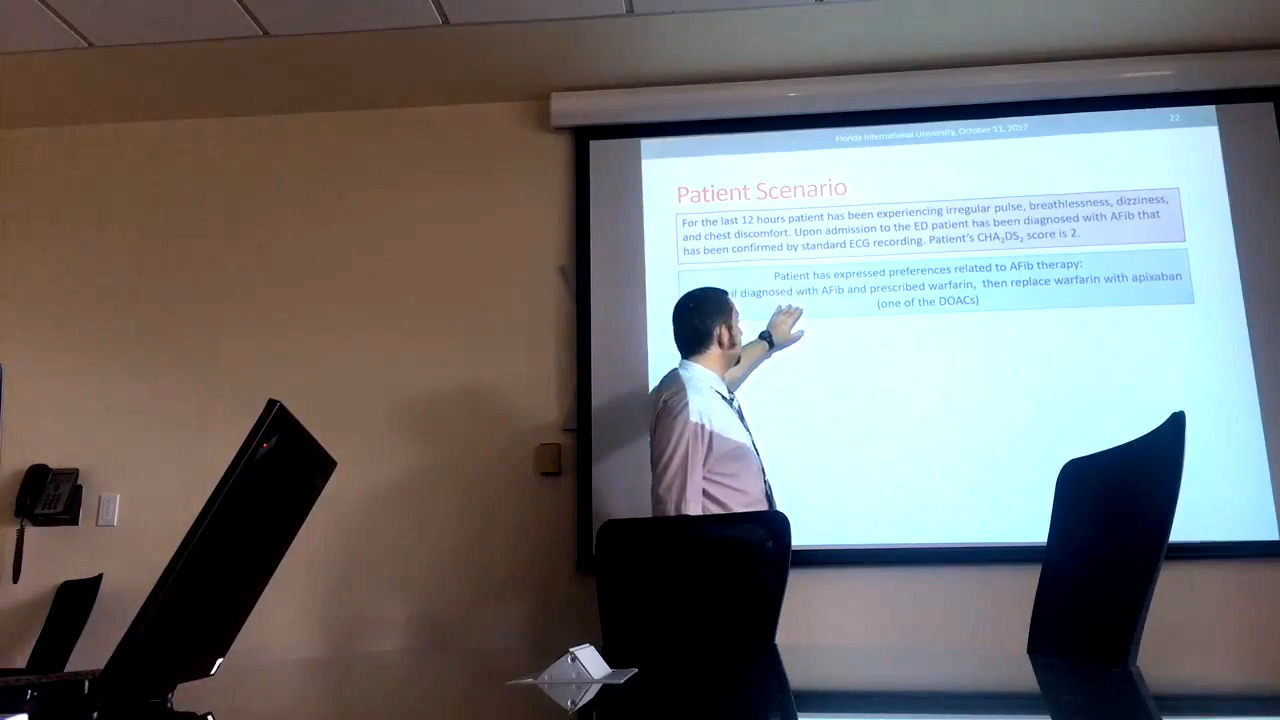 Florida International University, October 11, 2017
22
Patient Scenario
For the last 12 hours patient has been experiencing irregular pulse, breathlessness, dizziness,
and chest discomfort. Upon admission to the ED patient has been diagnosed with AFib that
has been confirmed by standard ECG recording. Patient's CHA₂DS₂ score is 2.
Patient has expressed preferences related to AFib therapy:
diagnosed with AFib and prescribed warfarin, then replace warfarin with apixaban
(one of the DOACs)